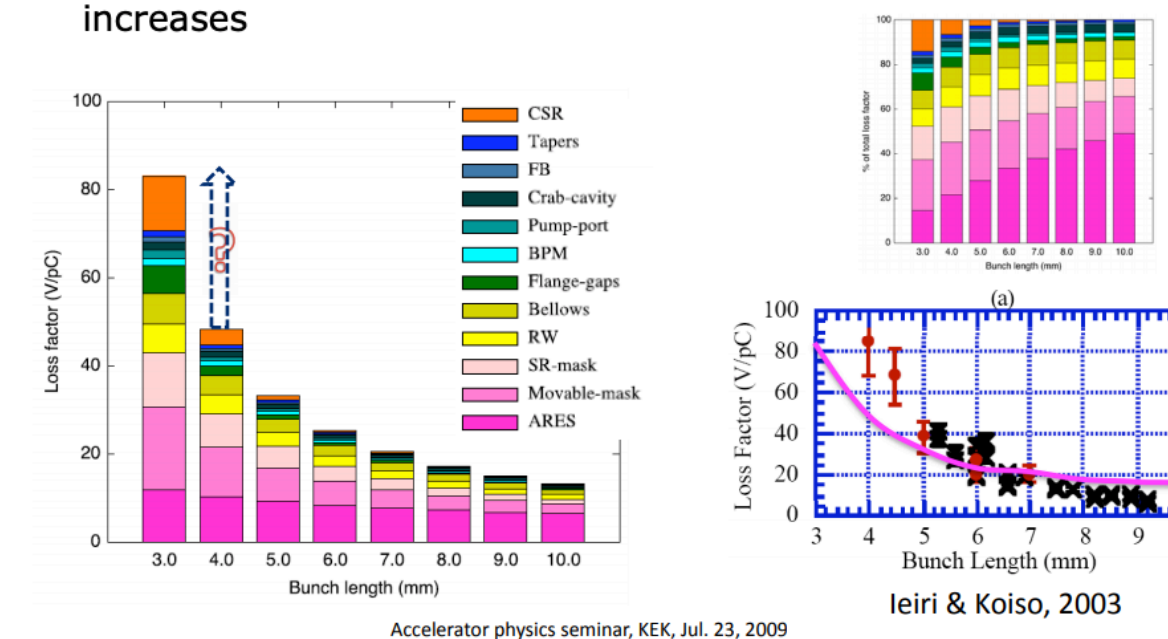 increases
100
80
60
40
20
0
Loss factor (V/pC)
3.0 4.0 5.0 6.0 7.0 8.0 9.0 10.0
Bunch length (mm)
?
CSR
Tapers
FB
Crab-cavity
Pump-port
BPM
Flange-gaps
Bellows
RW
SR-mask
Movable-mask
ARES
100
80
60
40
20
0
% of total loss factor
3.0 4.0 5.0 6.0 7.0 8.0 9.0 10.0
Bunch length (mm)
(a)
100
80
60
40
20
0
Loss Factor (V/pC)
3 4 5 6 7 8 9
Bunch Length (mm)
Ieiri & Koiso, 2003
Accelerator physics seminar, KEK, Jul. 23, 2009